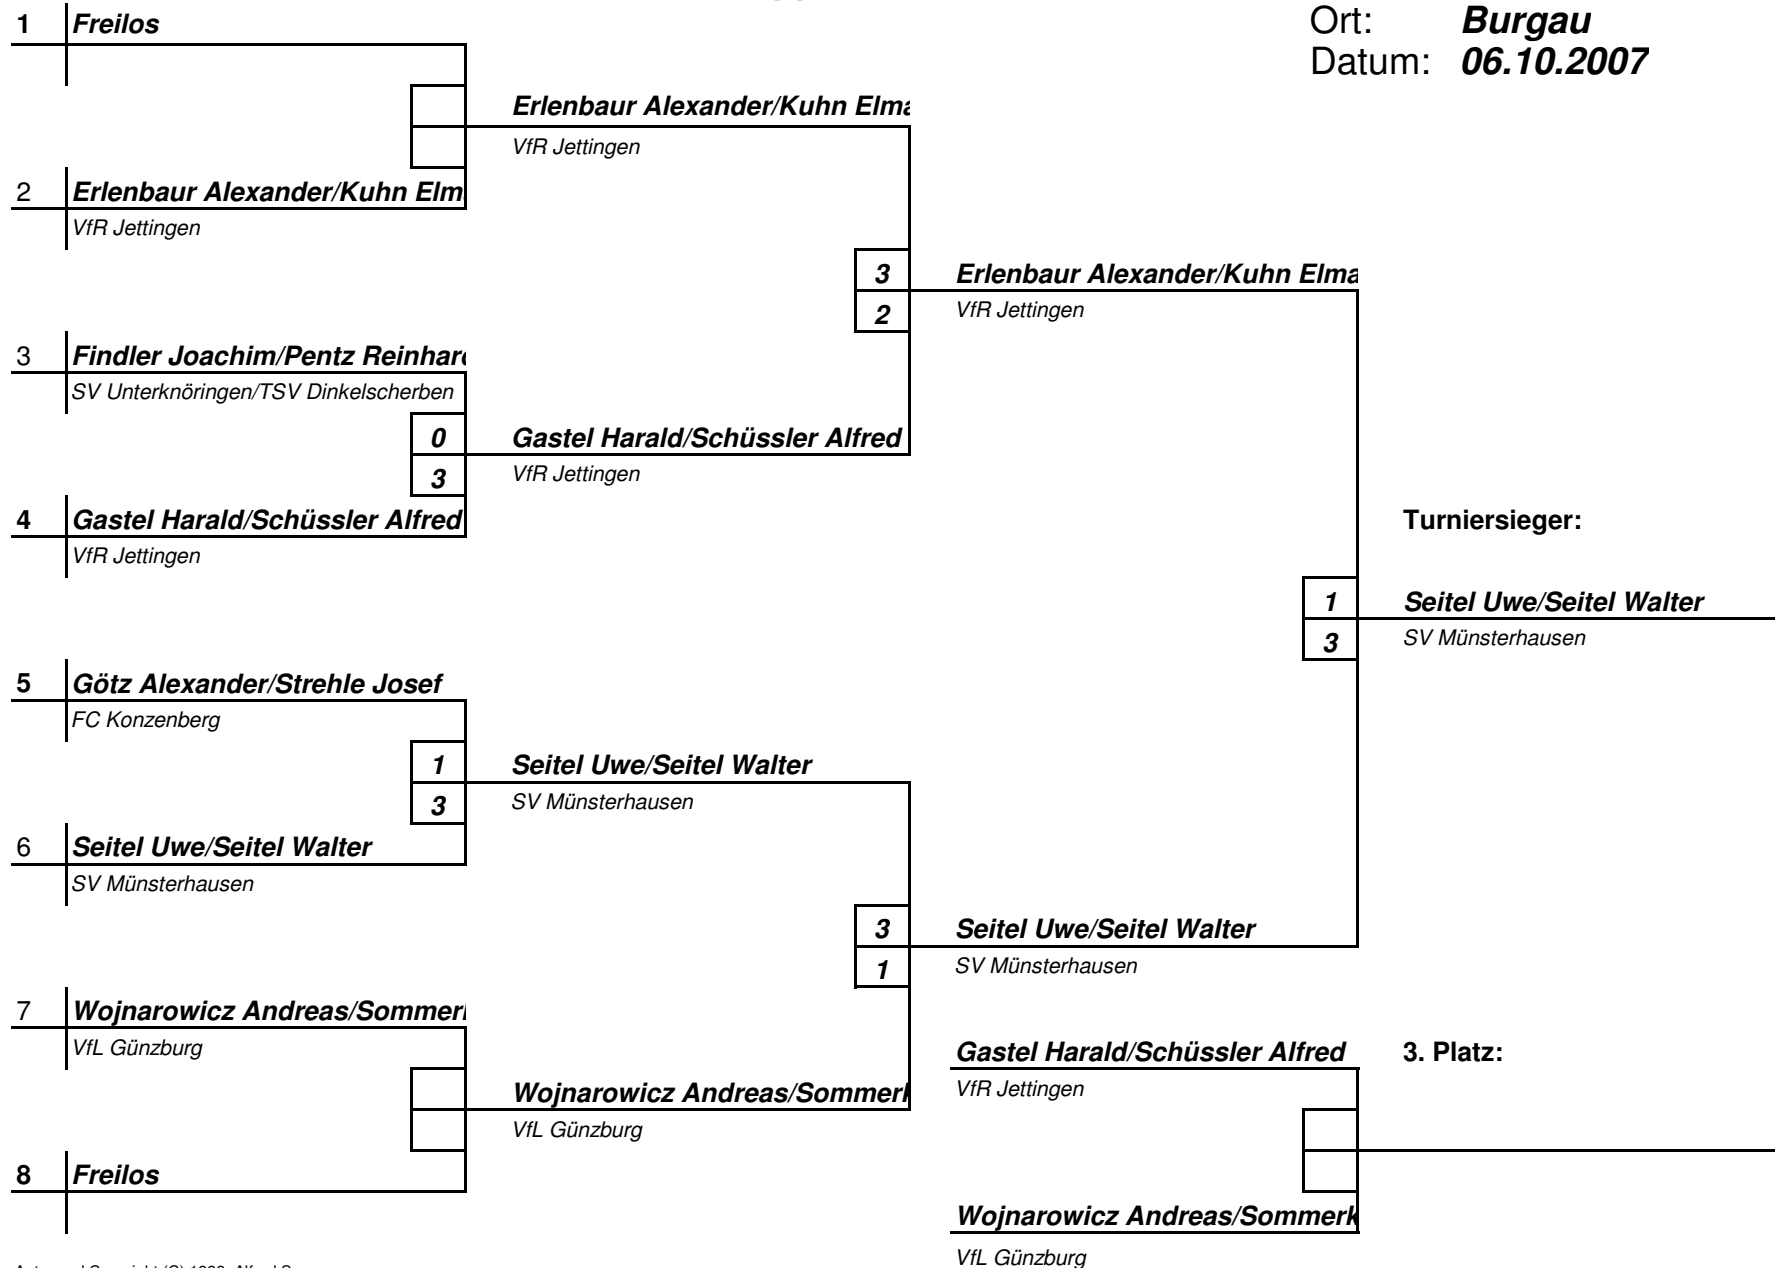 1 Freilos
Ort: Burgau
Datum: 06.10.2007
Erlenbaur Alexander/Kuhn Elma
VfR Jettingen
2 Erlenbaur Alexander/Kuhn Elm
VfR Jettingen
3 Erlenbaur Alexander/Kuhn Elma
2 VfR Jettingen
3 Findler Joachim/Pentz Reinhard
SV Unterknöringen/TSV Dinkelscherben
0 Gastel Harald/Schüssler Alfred
3 VfR Jettingen
4 Gastel Harald/Schüssler Alfred
VfR Jettingen
Turniersieger:
1 Seitel Uwe/Seitel Walter
3 SV Münsterhausen
5 Götz Alexander/Strehle Josef
FC Konzenberg
1 Seitel Uwe/Seitel Walter
3 SV Münsterhausen
6 Seitel Uwe/Seitel Walter
SV Münsterhausen
3 Seitel Uwe/Seitel Walter
1 SV Münsterhausen
7 Wojnarowicz Andreas/Sommer
VfL Günzburg
Gastel Harald/Schüssler Alfred
3. Platz:
VfR Jettingen
Wojnarowicz Andreas/Sommerk
VfL Günzburg
8 Freilos
Wojnarowicz Andreas/Sommerk
VfL Günzburg